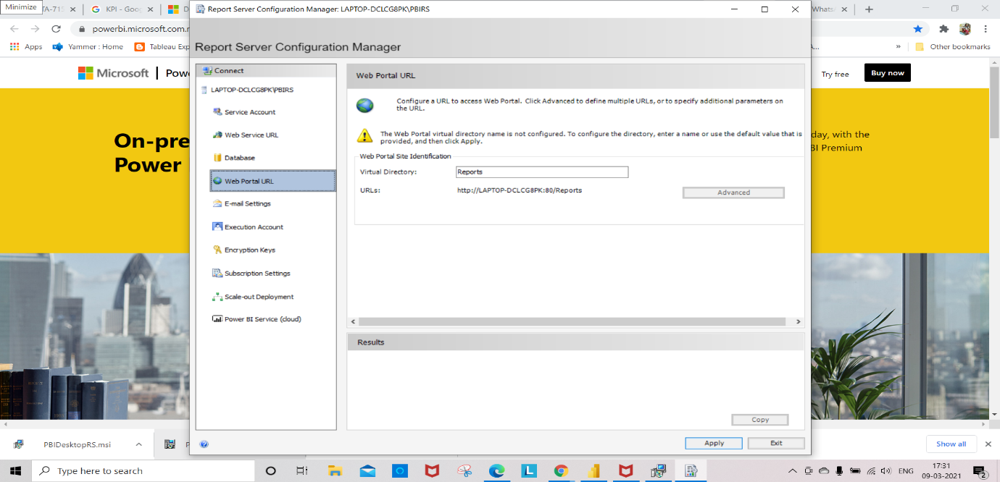 Minimize
TA-715
KPI - Goo
Report Server Configuration Manager: LAPTOP-DCLCG8PK\PBIRS
Whats
powerbi.microsoft.com
Apps
Yammer : Home
Tableau Exp
»
Other bookmarks
Microsoft
Powe
Try free
Buy now
On-pre
Power
day, with the
BI Premium
Report Server Configuration Manager
Connect
LAPTOP-DCLCG8PK\PBIRS
Service Account
Web Service URL
Database
Web Portal URL
E-mail Settings
Execution Account
Encryption Keys
Subscription Settings
Scale-out Deployment
Power BI Service (cloud)
Web Portal URL
Configure a URL to access Web Portal. Click Advanced to define multiple URLs, or to specify additional parameters on
the URL.
The Web Portal virtual directory name is not configured. To configure the directory, enter a name or use the default value that is
provided, and then click Apply.
Web Portal Site Identification
Virtual Directory:
Reports
URLs:
http://LAPTOP-DCLCG8PK:80/Reports
Advanced
Results
Copy
Apply
Exit
PBIDesktopRS.msi
Show all
Type here to search
ENG
17:31
09-03-2021
2